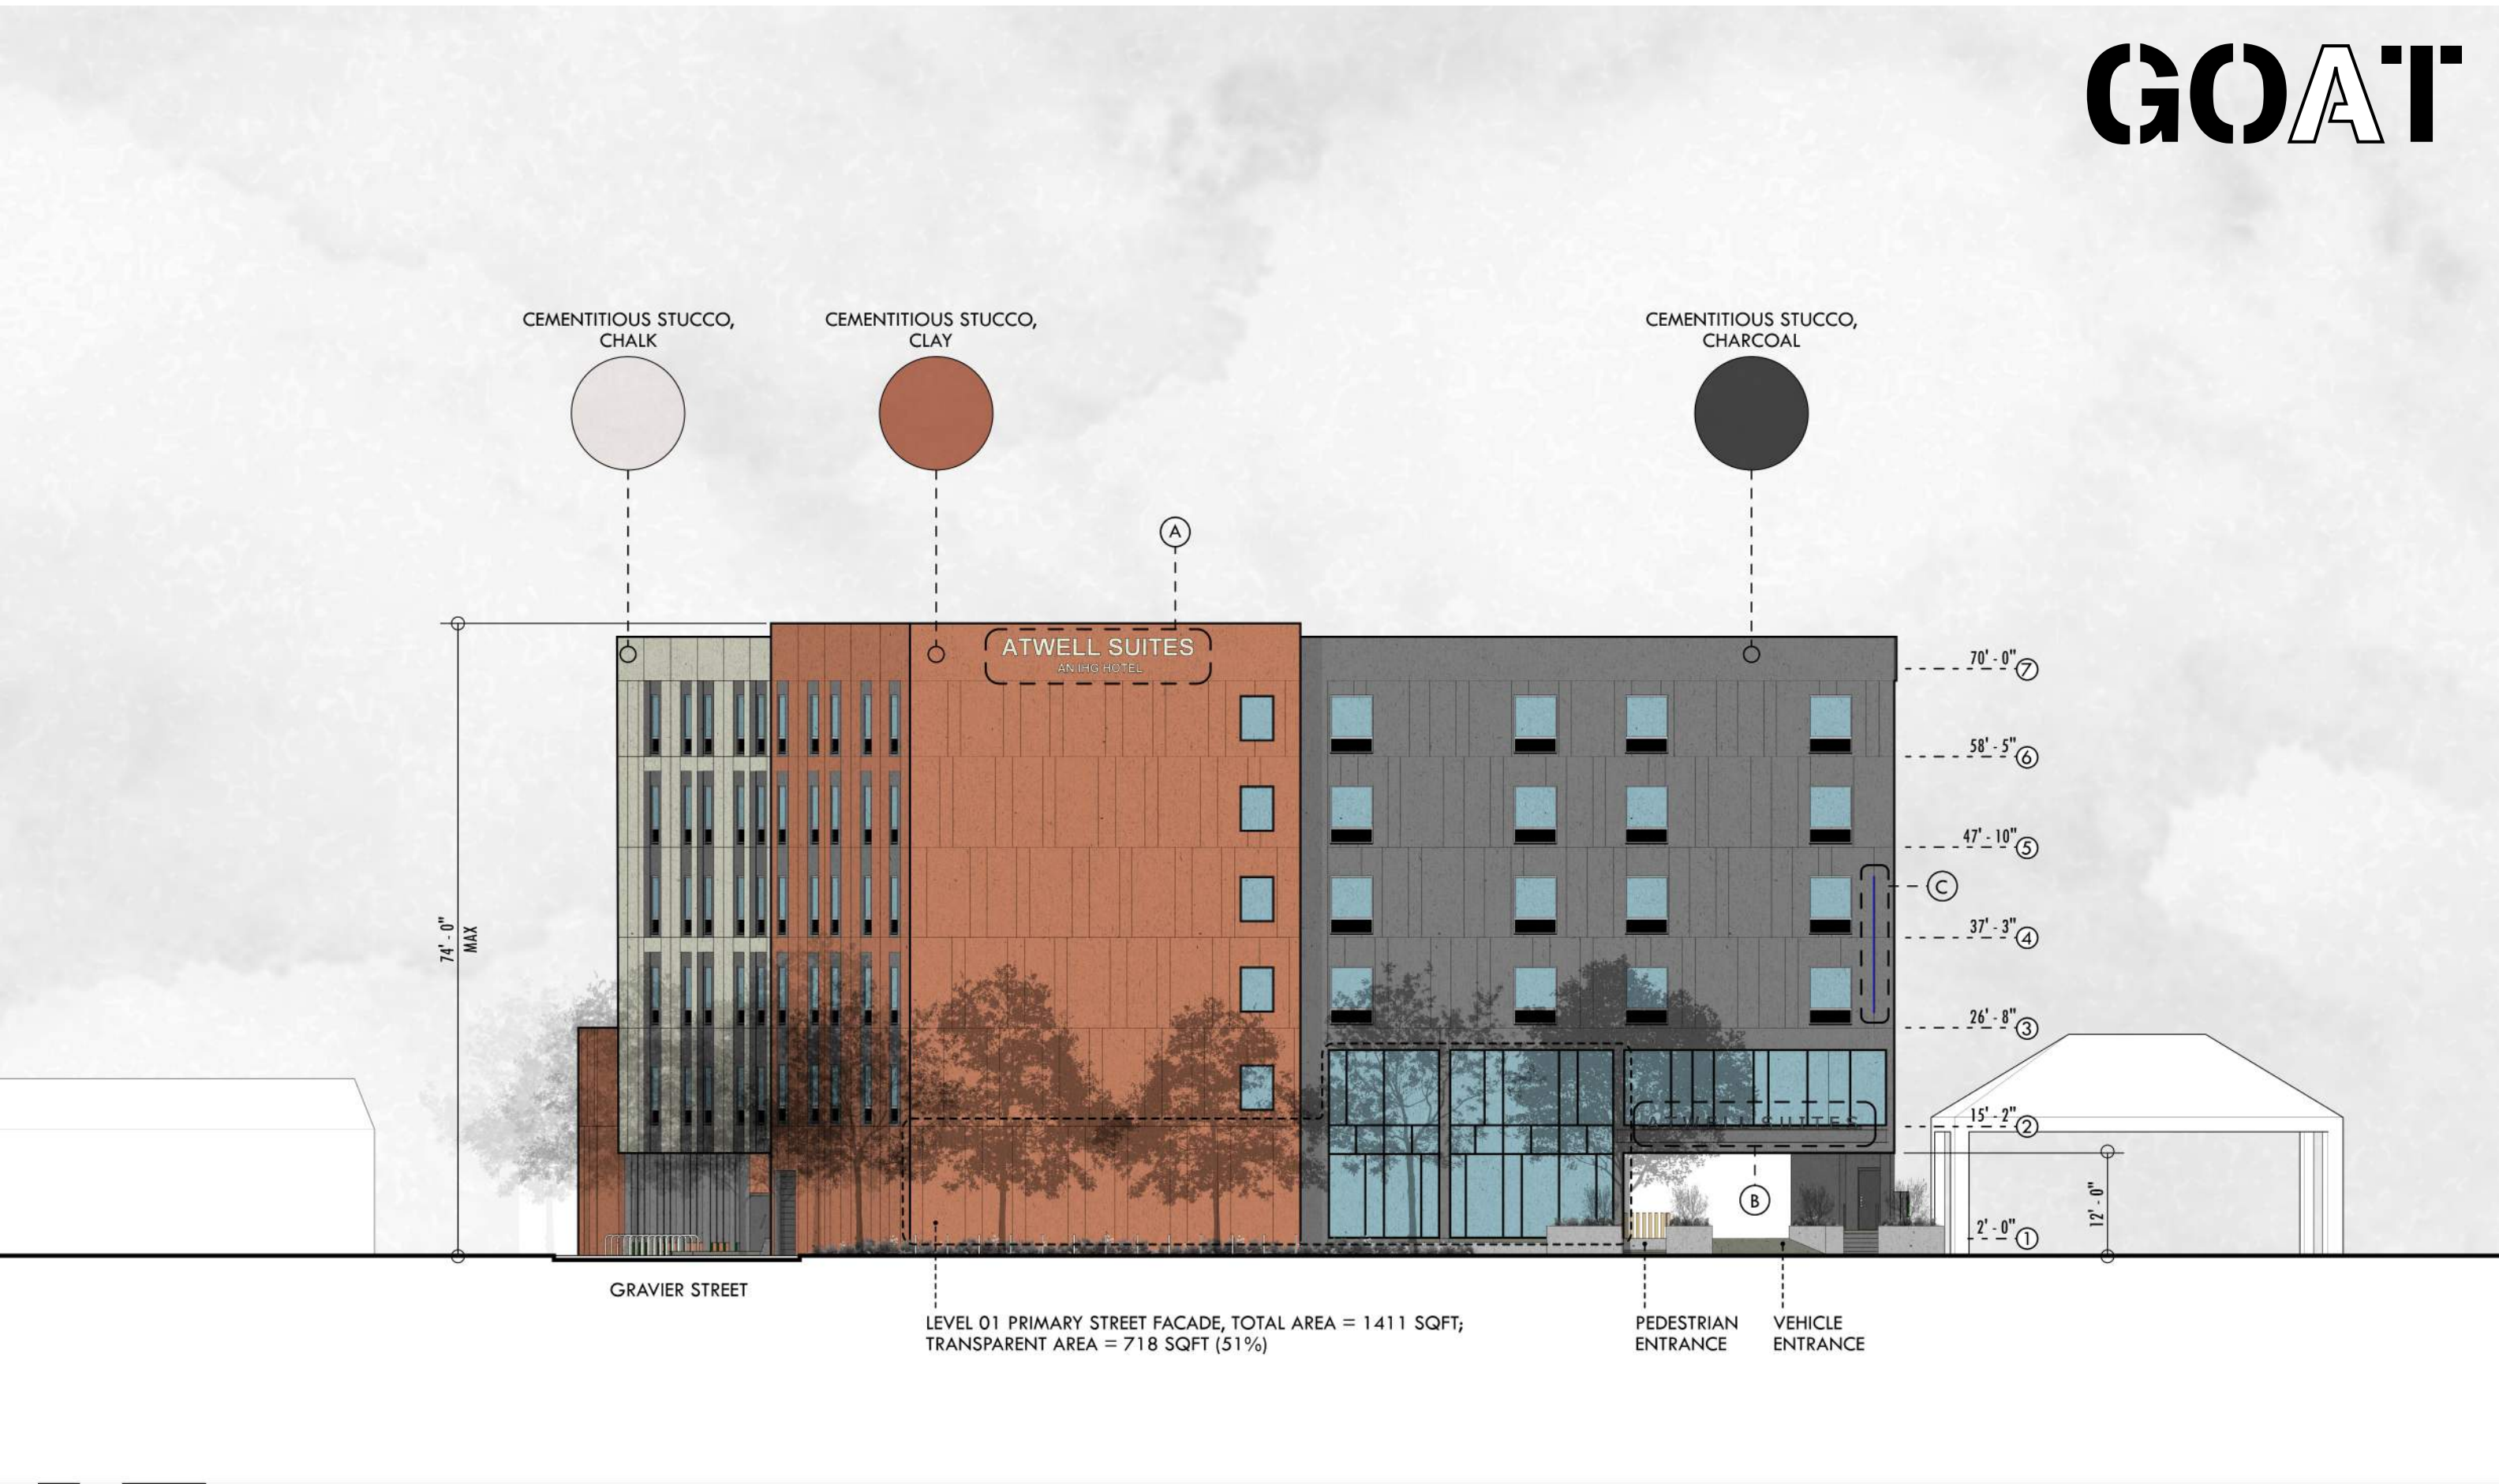 GOAT
CEMENTITIOUS STUCCO,
CHALK
CEMENTITIOUS STUCCO,
CLAY
CEMENTITIOUS STUCCO,
CHARCOAL
A
ATWELL SUITES
AN IHG HOTEL
70' - 0" 7
58' - 5" 6
47' - 10" 5
C
37' - 3" 4
74' - 0"
MAX
26' - 8" 3
15' - 2" 2
ATWELL SUITES
B
12' - 0"
2' - 0" 1
GRAVIER STREET
LEVEL 01 PRIMARY STREET FACADE, TOTAL AREA = 1411 SQFT;
TRANSPARENT AREA = 718 SQFT (51%)
PEDESTRIAN
ENTRANCE
VEHICLE
ENTRANCE